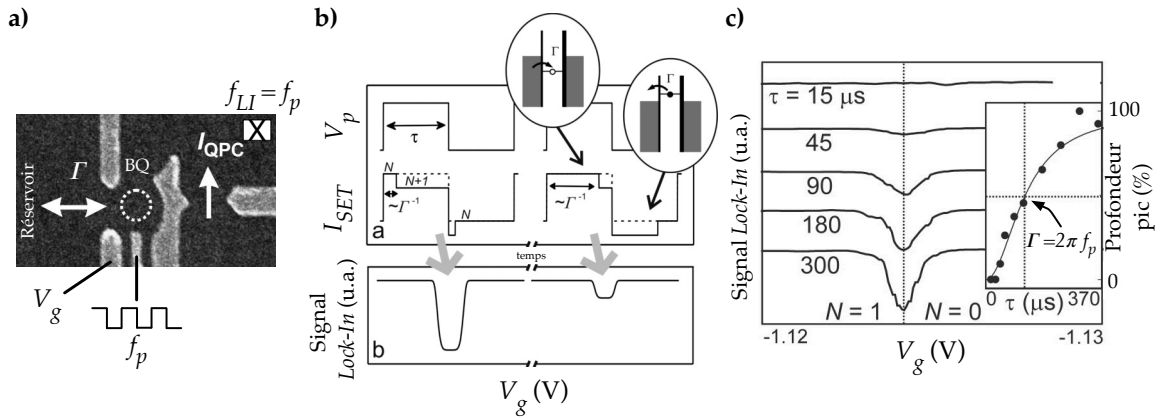 a)
f_LI = f_p
I_QPC
Γ
BQ
Réservoir
V_g
f_p
b)
V_p
τ
Γ
Γ
I_SET
N
N+1
~Γ⁻¹
N
~Γ⁻¹
a
temps
Signal
Lock-In (u.a.)
b
V_g (V)
c)
Signal Lock-In (u.a.)
τ = 15 μs
45
90
180
300
N = 1
N = 0
-1.12
-1.13
V_g (V)
100
0
Profondeur
pic (%)
Γ=2π f_p
0
τ (μs)
370